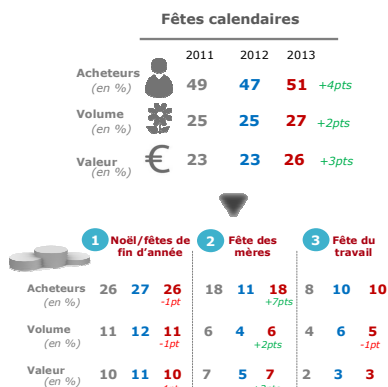 Fêtes calendaires
2011 2012 2013
Acheteurs
(en %) 49 47 51 +4pts
Volume
(en %) 25 25 27 +2pts
Valeur
(en %) € 23 23 26 +3pts
1 Noël/fêtes de fin d'année 2 Fête des mères 3 Fête du travail
Acheteurs
(en %) 26 27 26 -1pt 18 11 18 +7pts 8 10 10
Volume
(en %) 11 12 11 -1pt 6 4 6 +2pts 4 6 5 -1pt
Valeur
(en %) 10 11 10 7 5 7 2 3 3